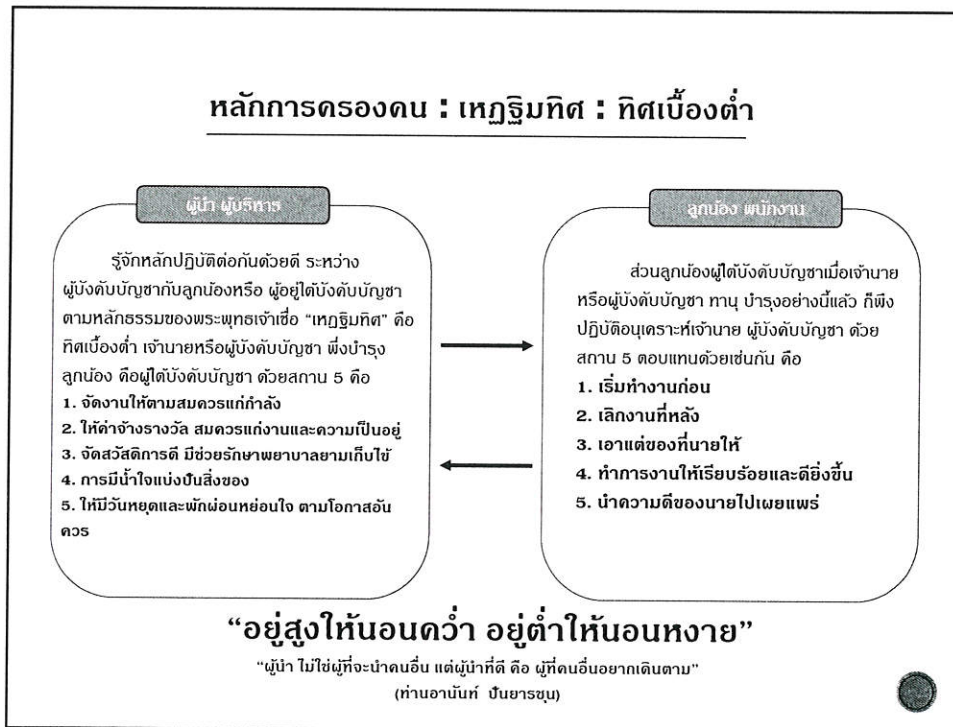 หลักการครองคน : เหฏฐิมทิศ : ทิศเบื้องต่ำ
ผู้นำ ผู้บริหาร
รู้จักหลักปฏิบัติต่อกันด้วยดี ระหว่าง
ผู้บังคับบัญชากับลูกน้องหรือ ผู้อยู่ใต้บังคับบัญชา
ตามหลักธรรมของพระพุทธเจ้าเชื่อ “เหฏฐิมทิศ” คือ
ทิศเบื้องต่ำ เจ้านายหรือผู้บังคับบัญชา พึ่งบำรุง
ลูกน้อง คือผู้ใต้บังคับบัญชา ด้วยสถาน 5 คือ
1. จัดงานให้ตามสมควรแก่กำลัง
2. ให้ค่าจ้างรางวัล สมควรแก่งานและความเป็นอยู่
3. จัดสวัสดิการดี มีช่วยรักษาพยาบาลยามเก็บไข้
4. การมีน้ำใจแบ่งปันสิ่งของ
5. ให้มีวันหยุดและพักผ่อนหย่อนใจ ตามโอกาสอัน
ควร
ลูกน้อง พนักงาน
ส่วนลูกน้องผู้ใต้บังคับบัญชาเมื่อเจ้านาย
หรือผู้บังคับบัญชา ทานุ บำรุงอย่างนี้แล้ว ก็พึง
ปฏิบัติอนุเคราะห์เจ้านาย ผู้บังคับบัญชา ด้วย
สถาน 5 ตอบแทนด้วยเช่นกัน คือ
1. เริ่มทำงานก่อน
2. เลิกงานที่หลัง
3. เอาแต่ของที่นายให้
4. ทำการงานให้เรียบร้อยและดียิ่งขึ้น
5. นำความดีของนายไปเผยแพร่
“อยู่สูงให้นอนคว่ำ อยู่ต่ำให้นอนหงาย”
“ผู้นำ ไม่ใช่ผู้ที่จะนำคนอื่น แต่ผู้นำที่ดี คือ ผู้ที่คนอื่นอยากเดินตาม”
(ท่านอานันท์ ปันยารชุน)